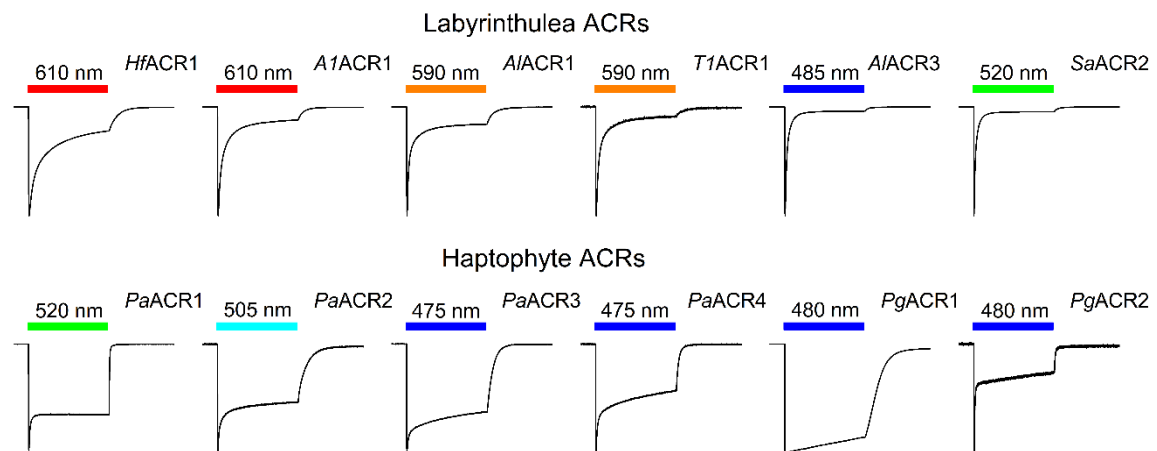 Labyrinthulea ACRs
HfACR1 A1ACR1 AlACR1 T1ACR1 AlACR3 SaACR2
610 nm 610 nm 590 nm 590 nm 485 nm 520 nm
Haptophyte ACRs
PaACR1 PaACR2 PaACR3 PaACR4 PgACR1 PgACR2
520 nm 505 nm 475 nm 475 nm 480 nm 480 nm